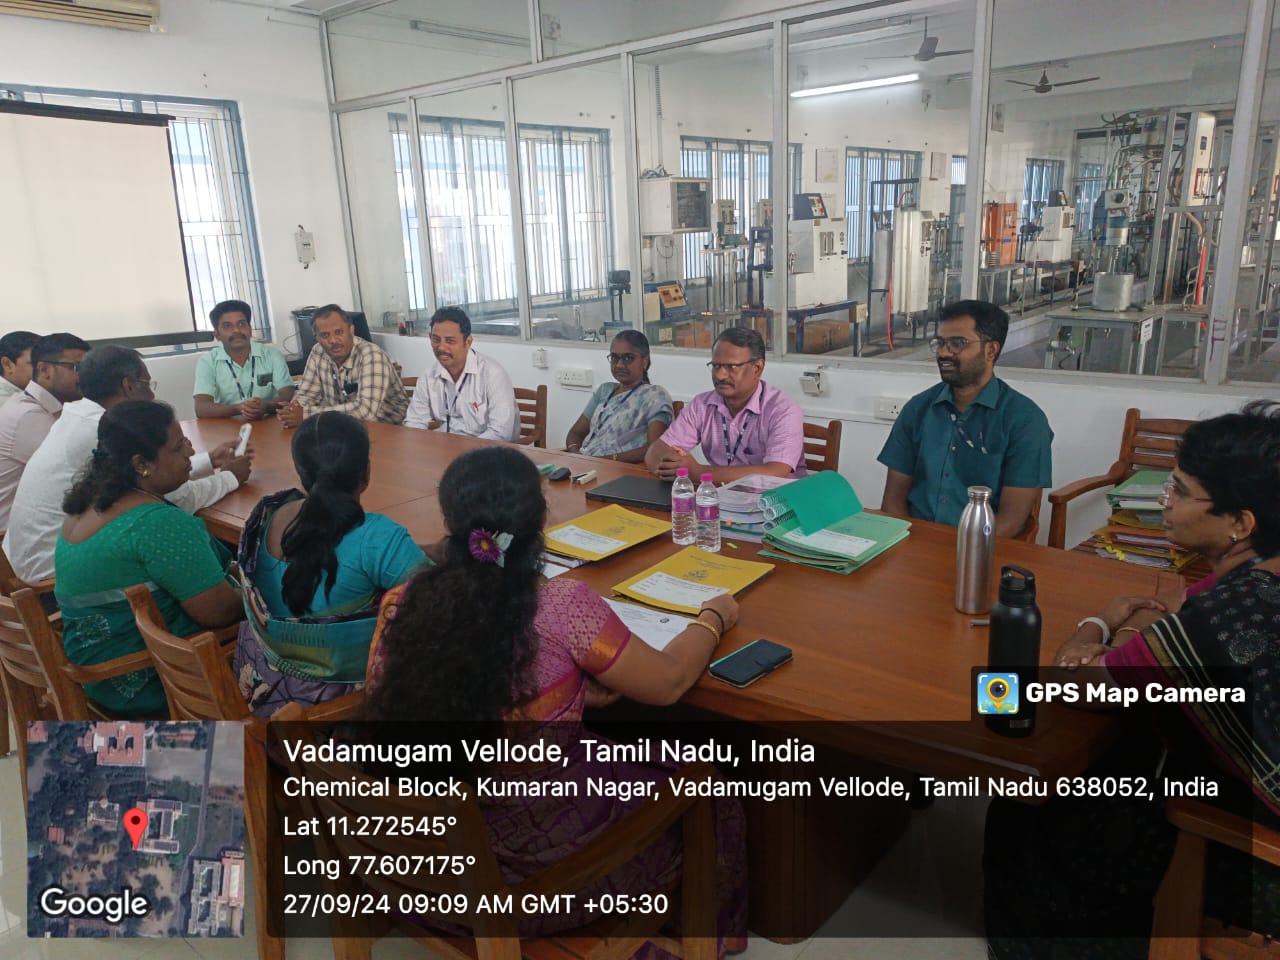 GPS Map Camera
Vadamugam Vellode, Tamil Nadu, India
Chemical Block, Kumaran Nagar, Vadamugam Vellode, Tamil Nadu 638052, India
Lat 11.272545°
Long 77.607175°
27/09/24 09:09 AM GMT +05:30
Google